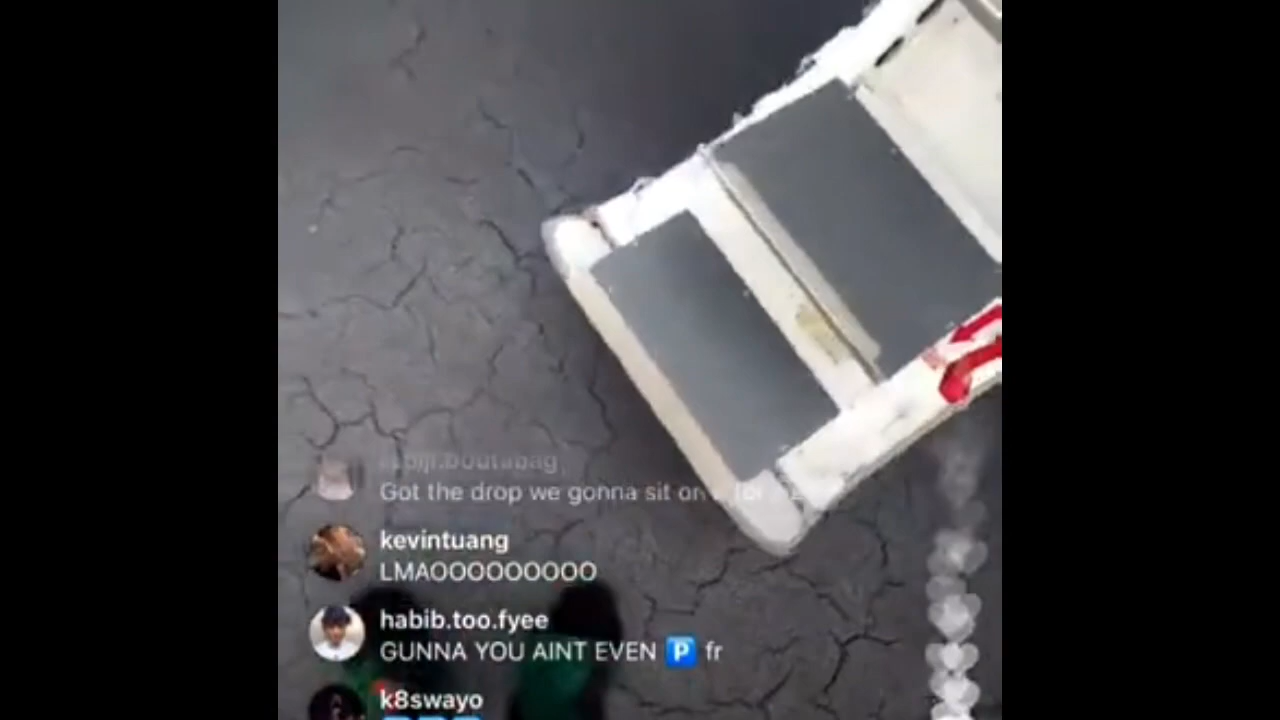 Got the drop we gonna sit on
kevintuang
LMAOOOOOOOOO
habib.too.fyee
GUNNA YOU AINT EVEN 🅿️ fr
k8swayo